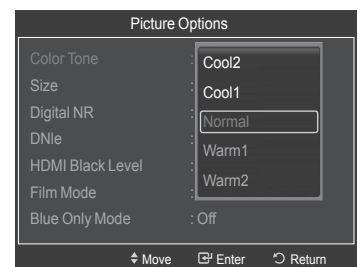 Picture Options
Color Tone :
Cool2
Size :
Cool1
Digital NR :
Normal
DNIe :
Warm1
HDMI Black Level :
Warm2
Film Mode :
Blue Only Mode : Off
Move Enter Return